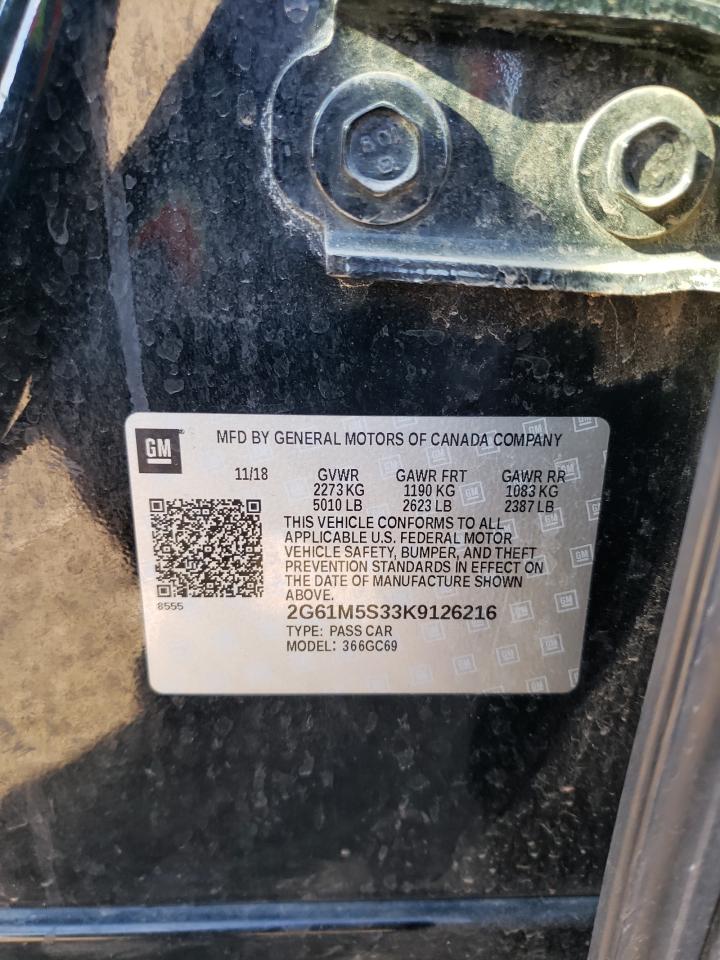 GM
MFD BY GENERAL MOTORS OF CANADA COMPANY
11/18 GVWR GAWR FRT GAWR RR
2273 KG 1190 KG 1083 KG
5010 LB 2623 LB 2387 LB
THIS VEHICLE CONFORMS TO ALL
APPLICABLE U.S. FEDERAL MOTOR
VEHICLE SAFETY, BUMPER, AND THEFT
PREVENTION STANDARDS IN EFFECT ON
THE DATE OF MANUFACTURE SHOWN
ABOVE.
8555
2G61M5S33K9126216
TYPE: PASS CAR
MODEL: 366GC69